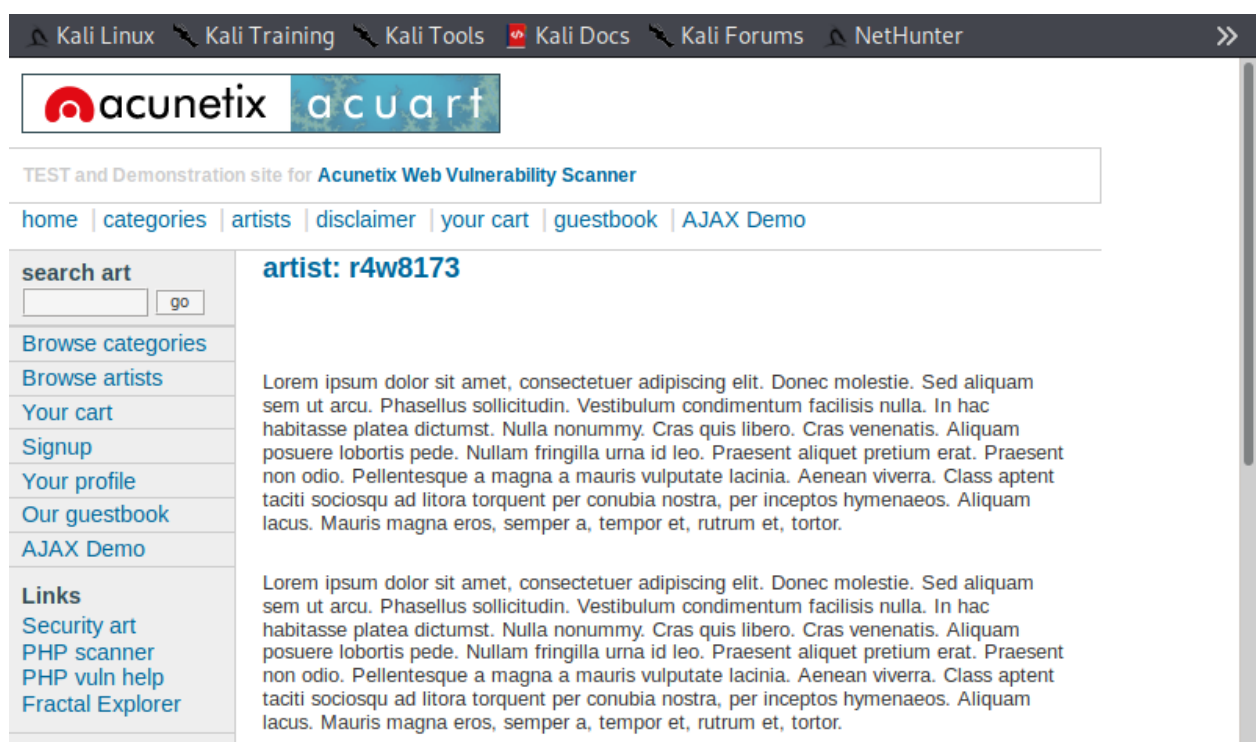 Kali Linux Kali Training Kali Tools Kali Docs Kali Forums NetHunter »
acunetix acuart
TEST and Demonstration site for Acunetix Web Vulnerability Scanner
home | categories | artists | disclaimer | your cart | guestbook | AJAX Demo
search art
go
Browse categories
Browse artists
Your cart
Signup
Your profile
Our guestbook
AJAX Demo
Links
Security art
PHP scanner
PHP vuln help
Fractal Explorer
artist: r4w8173
Lorem ipsum dolor sit amet, consectetuer adipiscing elit. Donec molestie. Sed aliquam
sem ut arcu. Phasellus sollicitudin. Vestibulum condimentum facilisis nulla. In hac
habitasse platea dictumst. Nulla nonummy. Cras quis libero. Cras venenatis. Aliquam
posuere lobortis pede. Nullam fringilla urna id leo. Praesent aliquet pretium erat. Praesent
non odio. Pellentesque a magna a mauris vulputate lacinia. Aenean viverra. Class aptent
taciti sociosqu ad litora torquent per conubia nostra, per inceptos hymenaeos. Aliquam
lacus. Mauris magna eros, semper a, tempor et, rutrum et, tortor.
Lorem ipsum dolor sit amet, consectetuer adipiscing elit. Donec molestie. Sed aliquam
sem ut arcu. Phasellus sollicitudin. Vestibulum condimentum facilisis nulla. In hac
habitasse platea dictumst. Nulla nonummy. Cras quis libero. Cras venenatis. Aliquam
posuere lobortis pede. Nullam fringilla urna id leo. Praesent aliquet pretium erat. Praesent
non odio. Pellentesque a magna a mauris vulputate lacinia. Aenean viverra. Class aptent
taciti sociosqu ad litora torquent per conubia nostra, per inceptos hymenaeos. Aliquam
lacus. Mauris magna eros, semper a, tempor et, rutrum et, tortor.